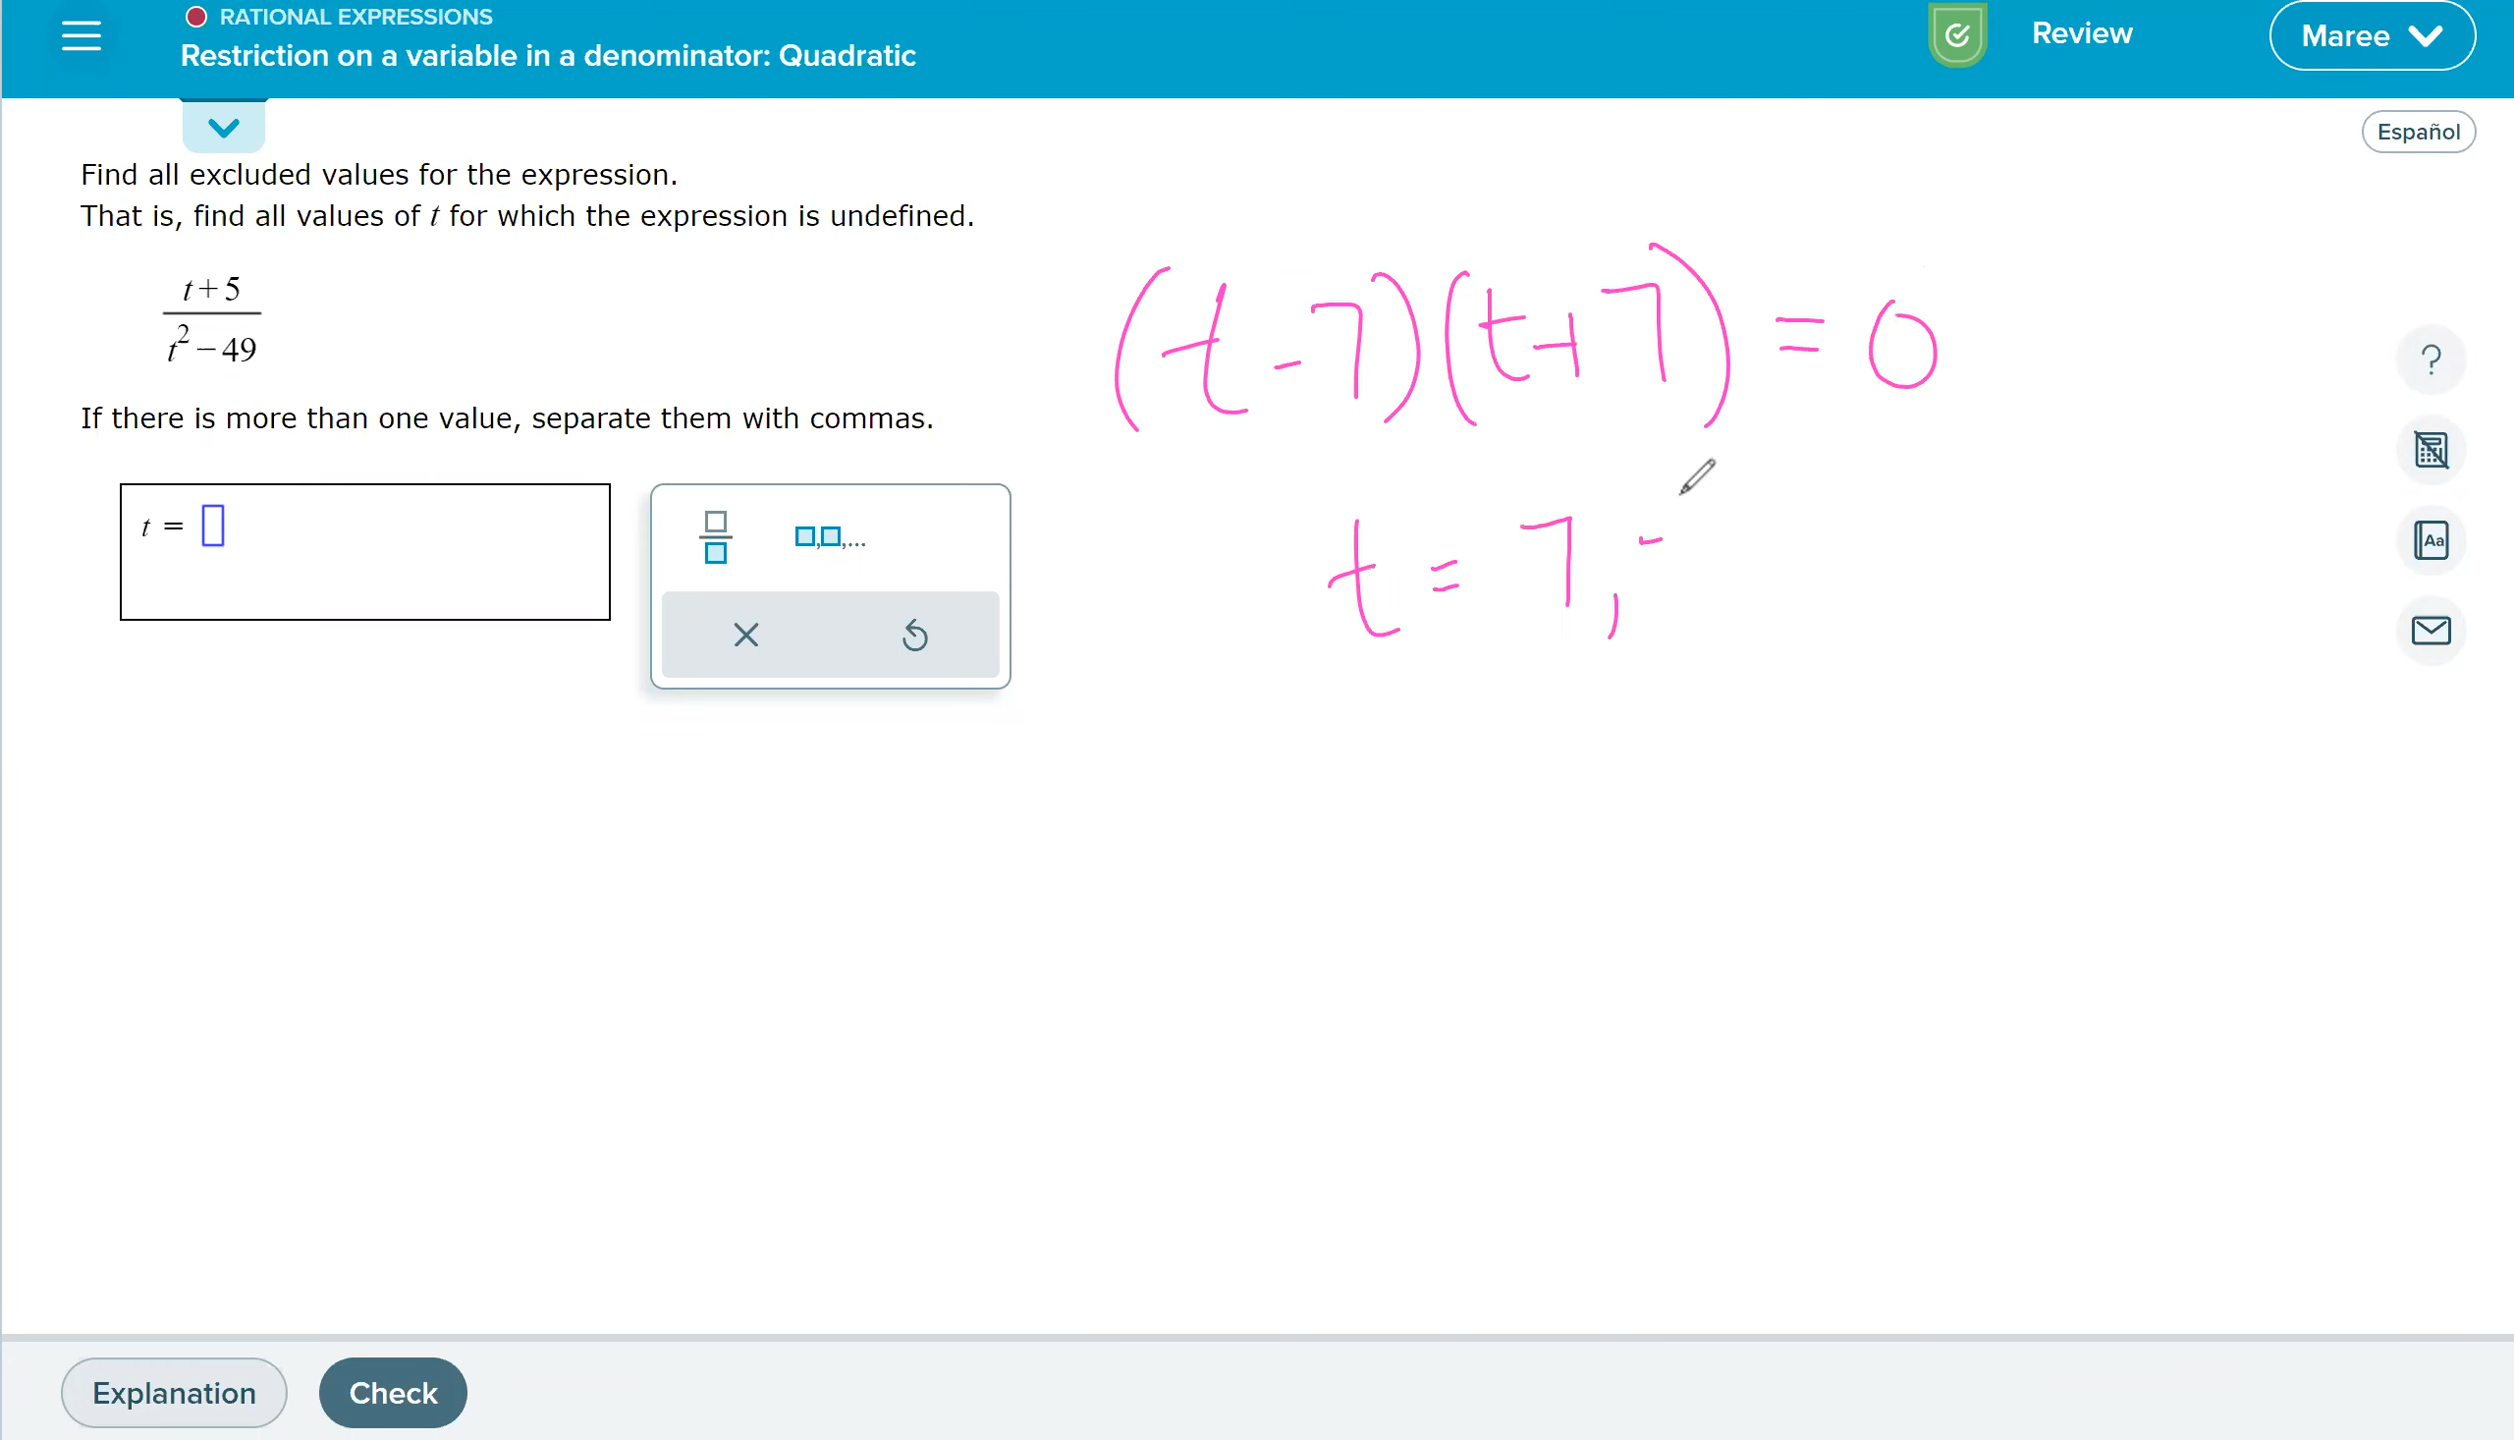 RATIONAL EXPRESSIONS
Restriction on a variable in a denominator: Quadratic
Review
Maree
Español
Find all excluded values for the expression.
That is, find all values of t for which the expression is undefined.
t+5
t²−49
(t-7)(t+7)=0
If there is more than one value, separate them with commas.
t =
□,□,...
t = 7, -
?
Aa
Explanation
Check